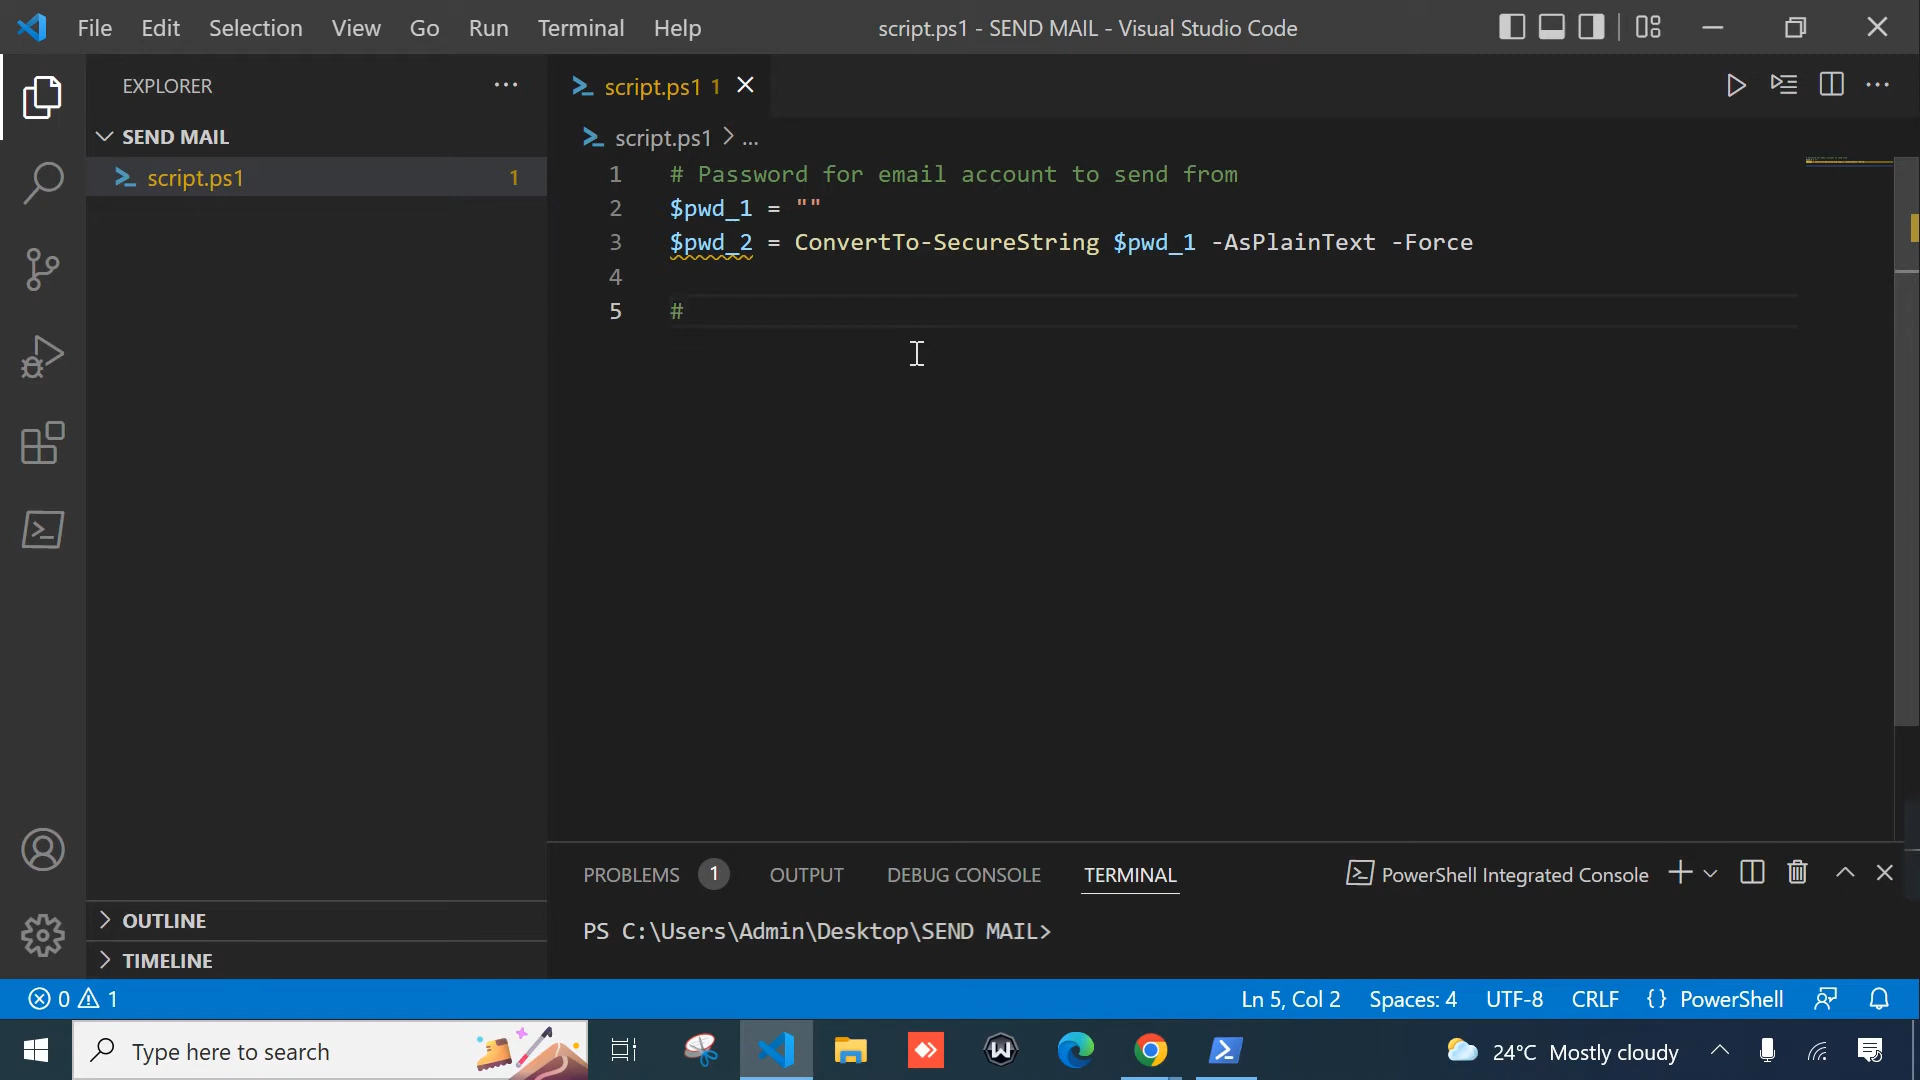 File Edit Selection View Go Run Terminal Help
script.ps1 - SEND MAIL - Visual Studio Code
EXPLORER
SEND MAIL
script.ps1 1
script.ps1 1
script.ps1 > ...
1 # Password for email account to send from
2 $pwd_1 = ""
3 $pwd_2 = ConvertTo-SecureString $pwd_1 -AsPlainText -Force
4
5 #
OUTLINE
TIMELINE
PROBLEMS 1 OUTPUT DEBUG CONSOLE TERMINAL
PowerShell Integrated Console
PS C:\Users\Admin\Desktop\SEND MAIL>
0 1
Ln 5, Col 2 Spaces: 4 UTF-8 CRLF {} PowerShell
Type here to search
24°C Mostly cloudy